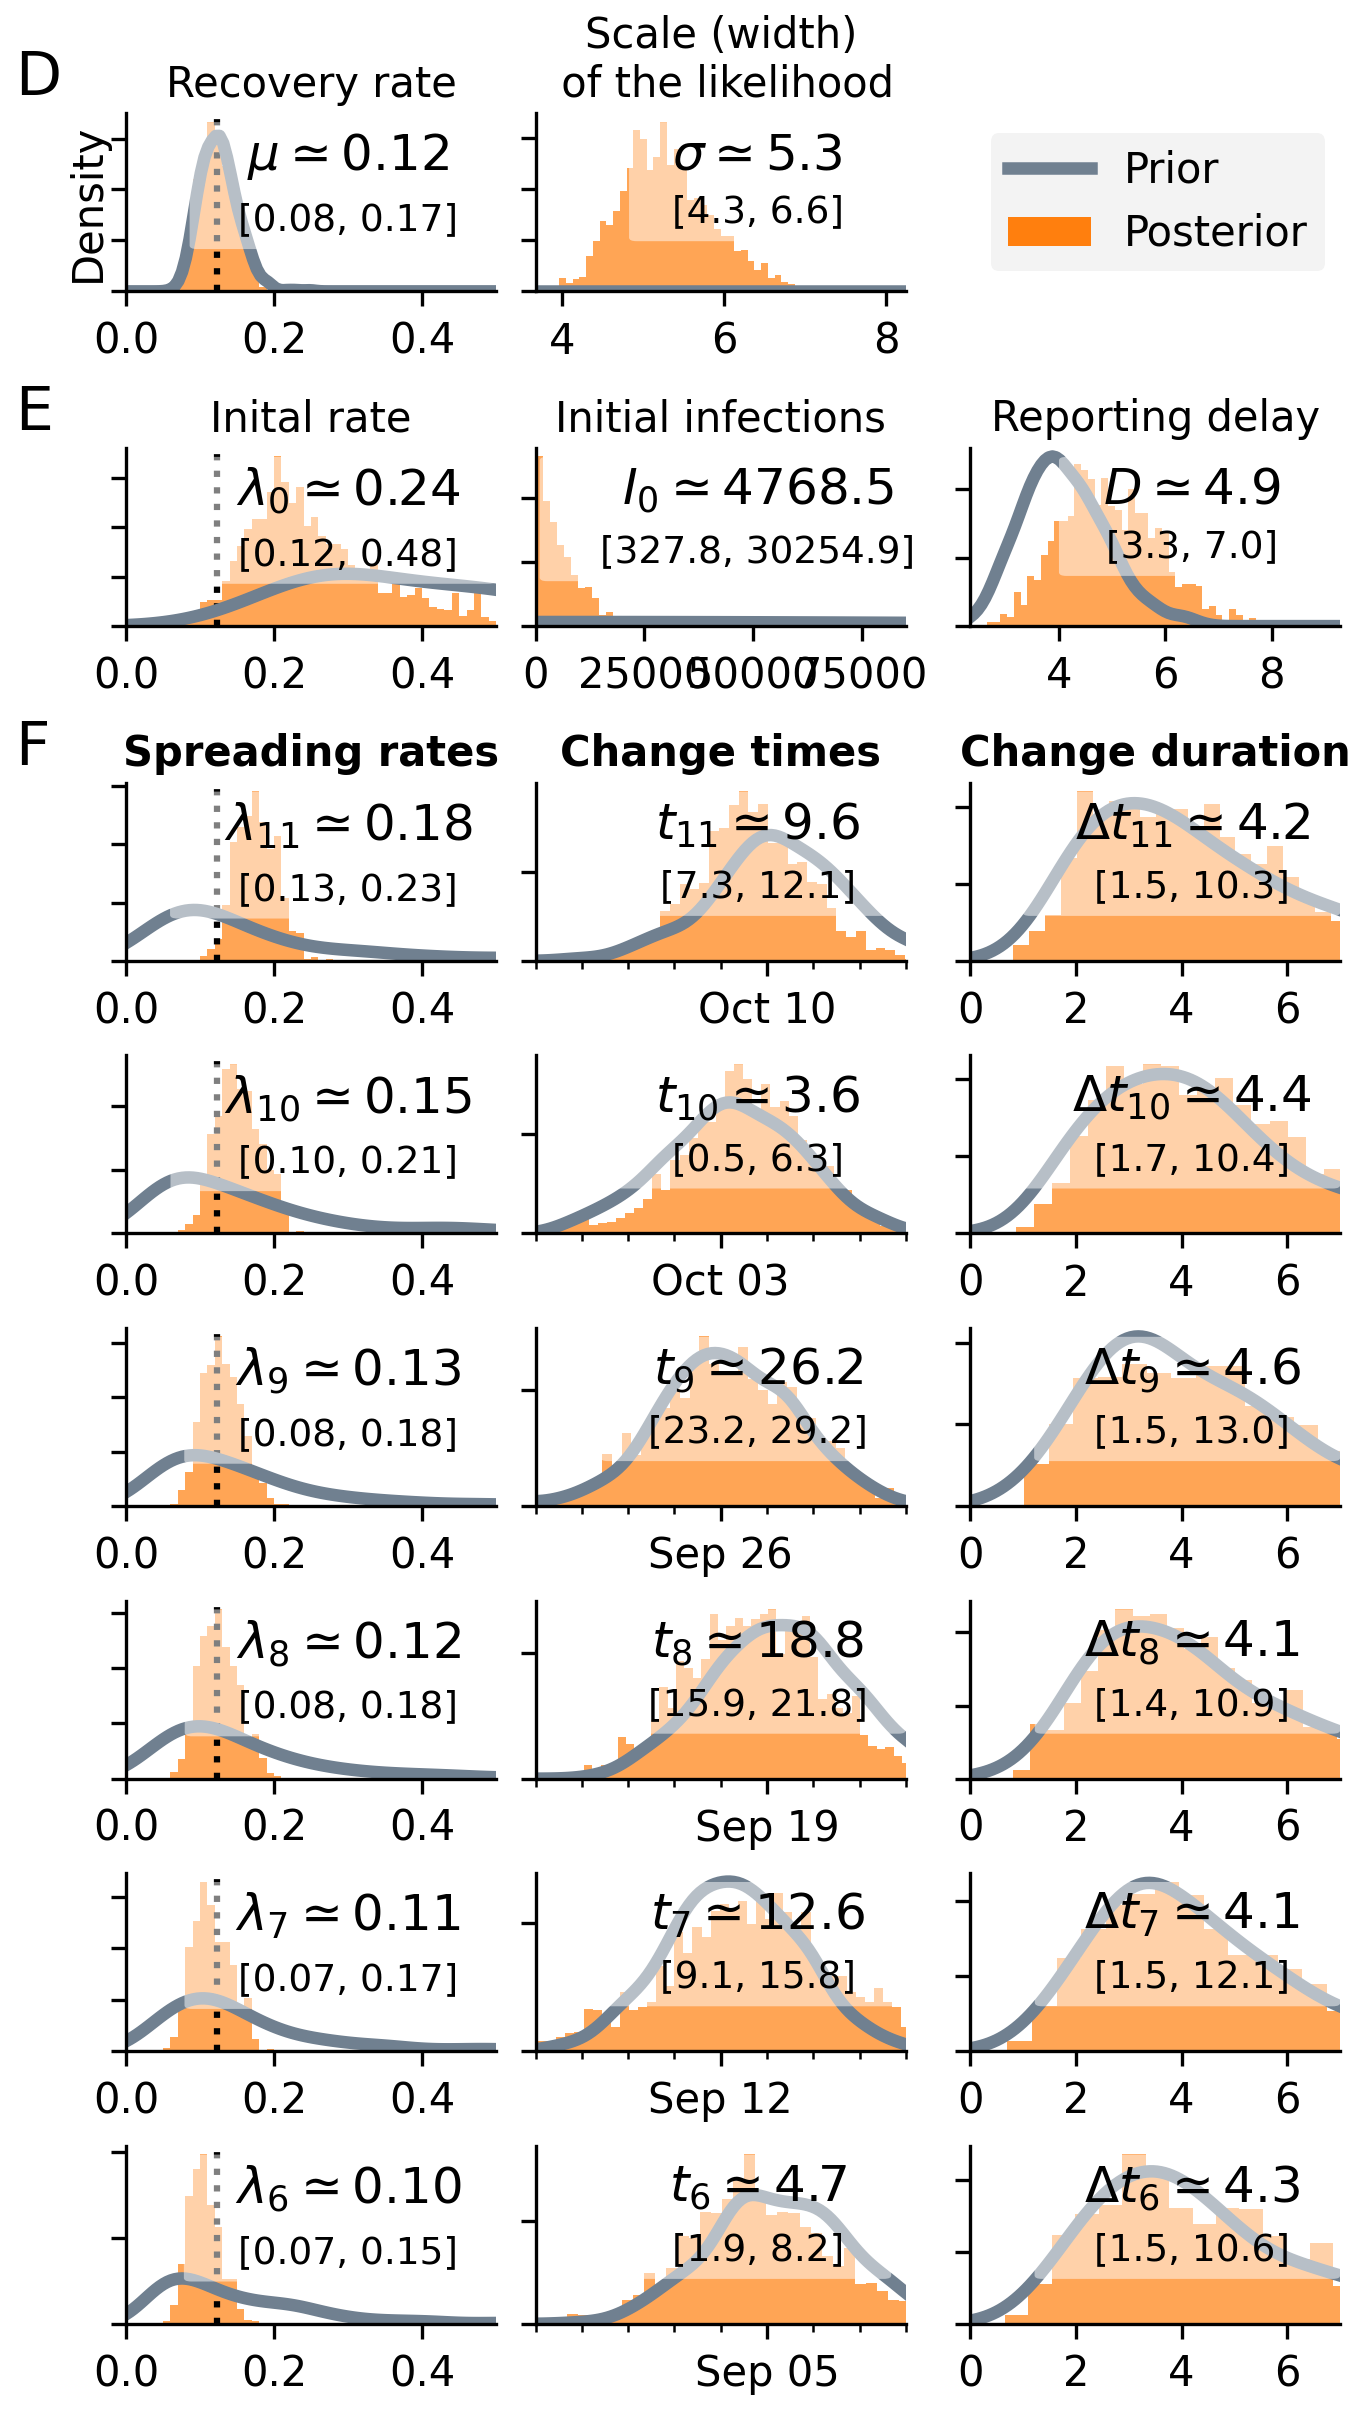 D
Recovery rate
Scale (width)
of the likelihood
Density
μ ≃ 0.12
[0.08, 0.17]
0.0 0.2 0.4
σ ≃ 5.3
[4.3, 6.6]
4 6 8
Prior
Posterior
E
Inital rate
λ0 ≃ 0.24
[0.12, 0.48]
0.0 0.2 0.4
Initial infections
I0 ≃ 4768.5
[327.8, 30254.9]
0 25000 50000 75000
Reporting delay
D ≃ 4.9
[3.3, 7.0]
4 6 8
F
Spreading rates
Change times
Change duration
λ11 ≃ 0.18
[0.13, 0.23]
0.0 0.2 0.4
t11 ≃ 9.6
[7.3, 12.1]
Oct 10
Δt11 ≃ 4.2
[1.5, 10.3]
0 2 4 6
λ10 ≃ 0.15
[0.10, 0.21]
0.0 0.2 0.4
t10 ≃ 3.6
[0.5, 6.3]
Oct 03
Δt10 ≃ 4.4
[1.7, 10.4]
0 2 4 6
λ9 ≃ 0.13
[0.08, 0.18]
0.0 0.2 0.4
t9 ≃ 26.2
[23.2, 29.2]
Sep 26
Δt9 ≃ 4.6
[1.5, 13.0]
0 2 4 6
λ8 ≃ 0.12
[0.08, 0.18]
0.0 0.2 0.4
t8 ≃ 18.8
[15.9, 21.8]
Sep 19
Δt8 ≃ 4.1
[1.4, 10.9]
0 2 4 6
λ7 ≃ 0.11
[0.07, 0.17]
0.0 0.2 0.4
t7 ≃ 12.6
[9.1, 15.8]
Sep 12
Δt7 ≃ 4.1
[1.5, 12.1]
0 2 4 6
λ6 ≃ 0.10
[0.07, 0.15]
0.0 0.2 0.4
t6 ≃ 4.7
[1.9, 8.2]
Sep 05
Δt6 ≃ 4.3
[1.5, 10.6]
0 2 4 6